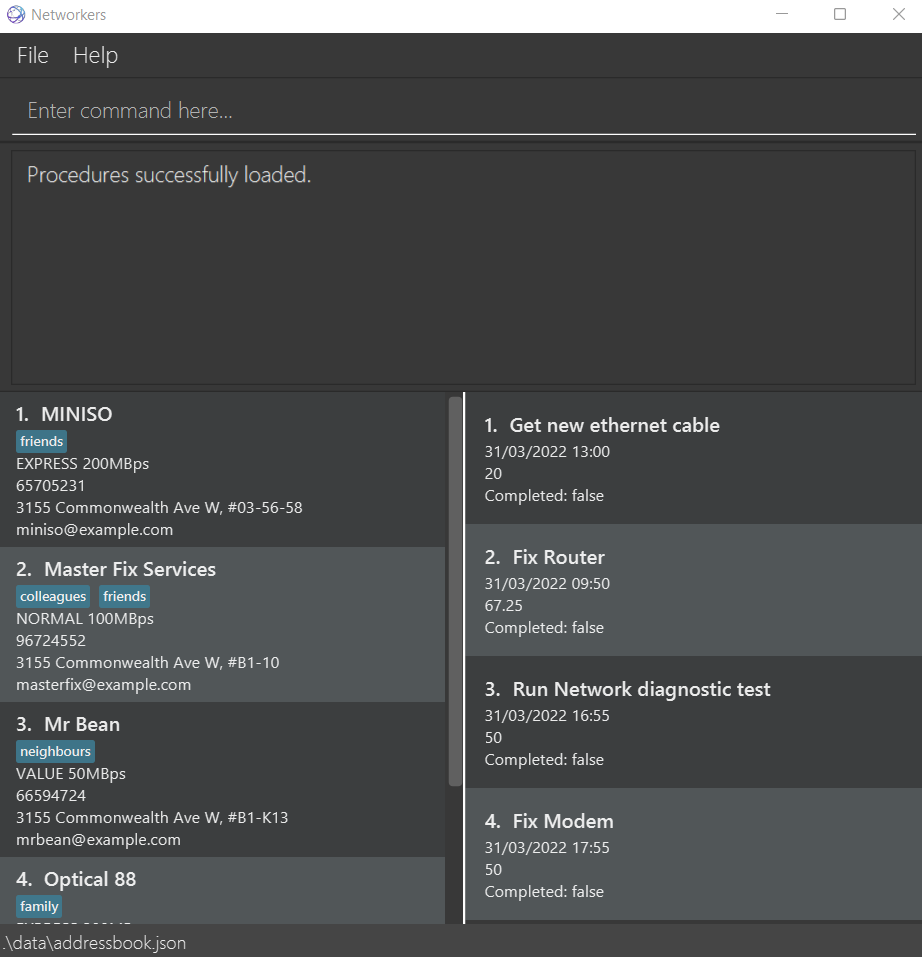 Networkers
File Help
Enter command here...
Procedures successfully loaded.
1. MINISO
friends
EXPRESS 200MBps
65705231
3155 Commonwealth Ave W, #03-56-58
miniso@example.com
2. Master Fix Services
colleagues friends
NORMAL 100MBps
96724552
3155 Commonwealth Ave W, #B1-10
masterfix@example.com
3. Mr Bean
neighbours
VALUE 50MBps
66594724
3155 Commonwealth Ave W, #B1-K13
mrbean@example.com
4. Optical 88
family
1. Get new ethernet cable
31/03/2022 13:00
20
Completed: false
2. Fix Router
31/03/2022 09:50
67.25
Completed: false
3. Run Network diagnostic test
31/03/2022 16:55
50
Completed: false
4. Fix Modem
31/03/2022 17:55
50
Completed: false
.\data\addressbook.json